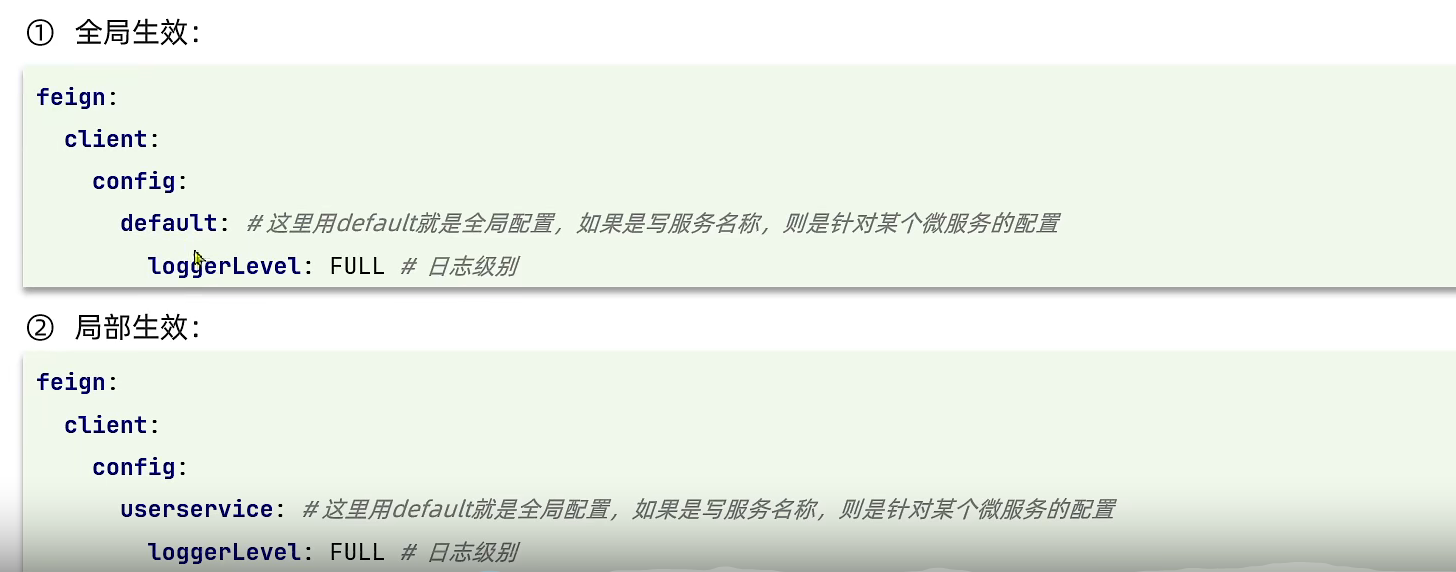 ① 全局生效：
feign:
client:
config:
default: #这里用default就是全局配置，如果是写服务名称，则是针对某个微服务的配置
loggerLevel: FULL # 日志级别
② 局部生效：
feign:
client:
config:
userservice: #这里用default就是全局配置，如果是写服务名称，则是针对某个微服务的配置
loggerLevel: FULL # 日志级别